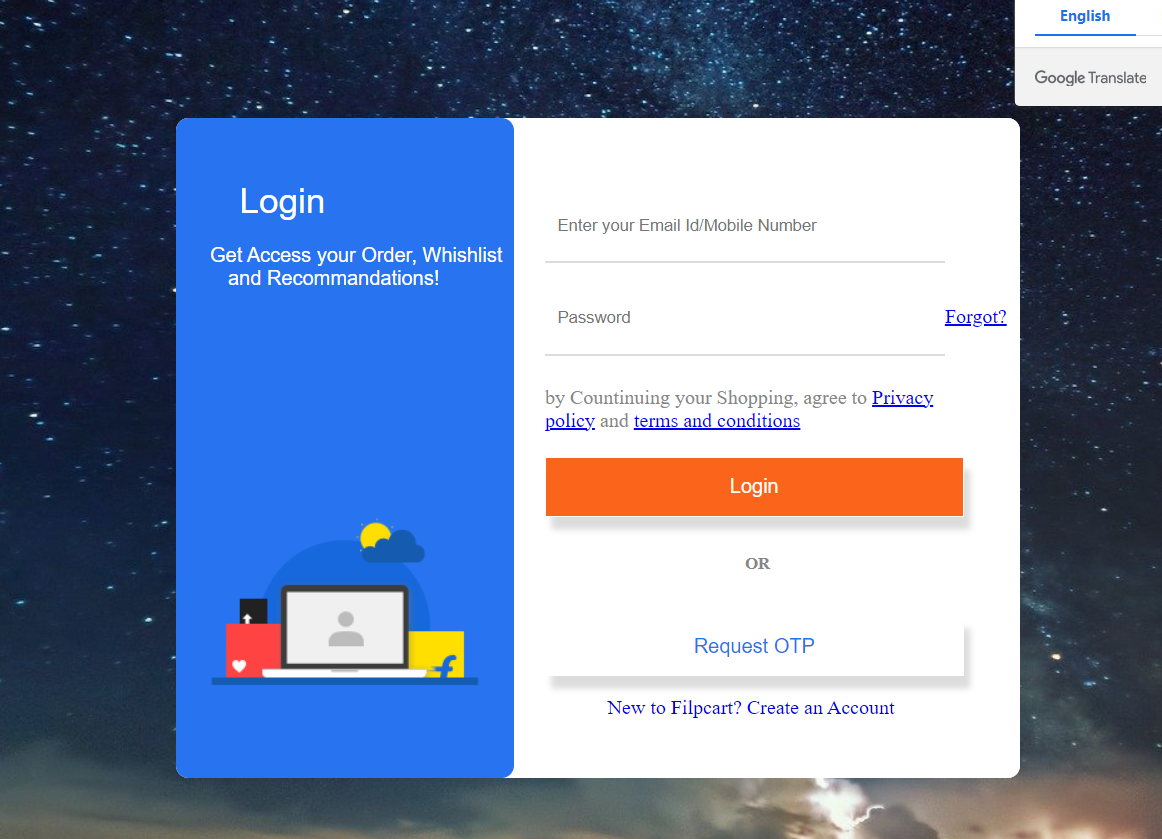 English
Google Translate
Login
Get Access your Order, Whishlist
and Recommandations!
Enter your Email Id/Mobile Number
Password
Forgot?
by Countinuing your Shopping, agree to Privacy
policy and terms and conditions
Login
OR
Request OTP
New to Filpcart? Create an Account